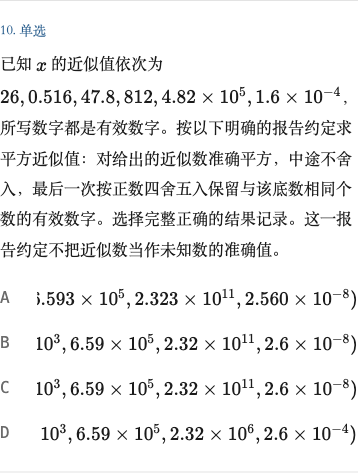 10. 单选
已知 x 的近似值依次为
26, 0.516, 47.8, 812, 4.82 × 10^5, 1.6 × 10^−4,
所写数字都是有效数字。按以下明确的报告约定求
平方近似值：对给出的近似数准确平方，中途不舍
入，最后一次按正数四舍五入保留与该底数相同个
数的有效数字。选择完整正确的结果记录。这一报
告约定不把近似数当作未知数的准确值。
A .593 × 10^5, 2.323 × 10^11, 2.560 × 10^−8)
B 10^3, 6.59 × 10^5, 2.32 × 10^11, 2.6 × 10^−8)
C 10^3, 6.59 × 10^5, 2.32 × 10^11, 2.6 × 10^−8)
D 10^3, 6.59 × 10^5, 2.32 × 10^6, 2.6 × 10^−4)